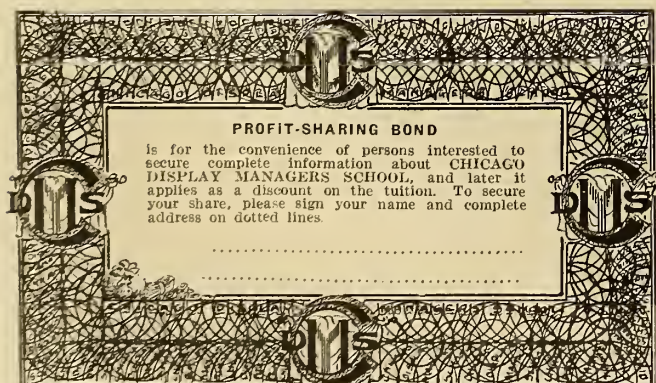 PROFIT-SHARING BOND
is for the convenience of persons interested to
secure complete information about CHICAGO
DISPLAY MANAGERS SCHOOL, and later it
applies as a discount on the tuition. To secure
your share, please sign your name and complete
address on dotted lines.